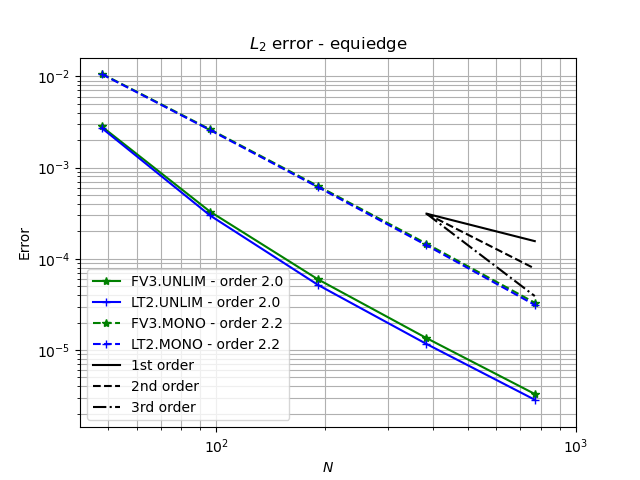 L₂ error - equiedge
Error
10⁻²
10⁻³
10⁻⁴
10⁻⁵
FV3.UNLIM - order 2.0
LT2.UNLIM - order 2.0
FV3.MONO - order 2.2
LT2.MONO - order 2.2
1st order
2nd order
3rd order
10² 10³
N